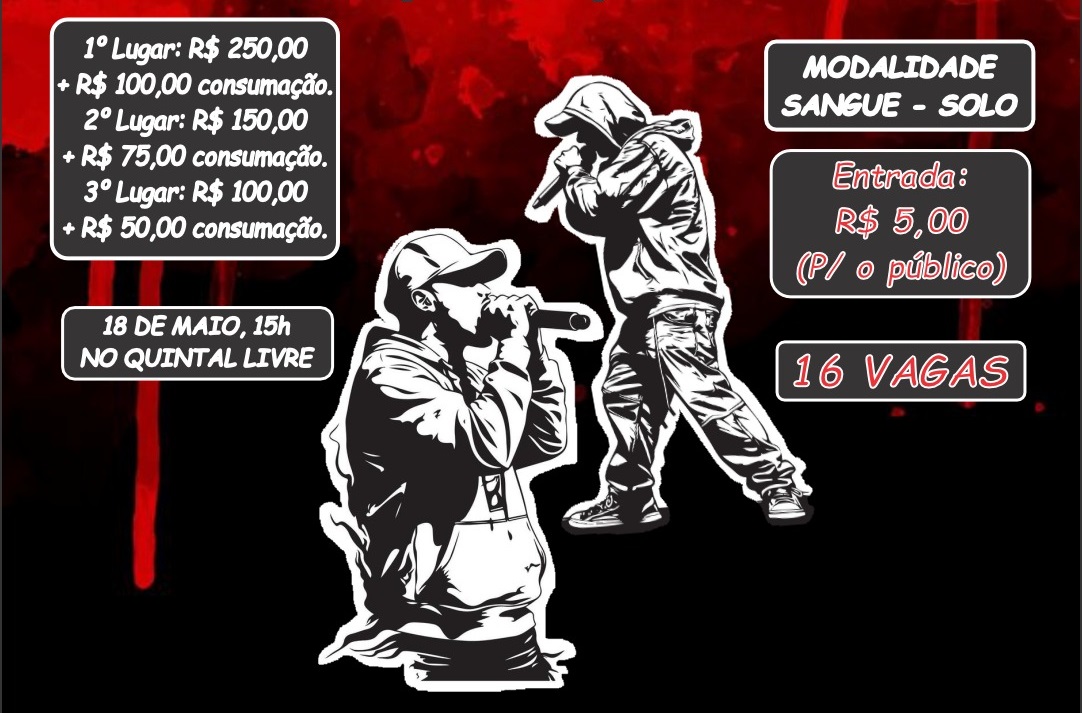 1º Lugar: R$ 250,00
+ R$ 100,00 consumação.
2º Lugar: R$ 150,00
+ R$ 75,00 consumação.
3º Lugar: R$ 100,00
+ R$ 50,00 consumação.
18 DE MAIO, 15h
NO QUINTAL LIVRE
MODALIDADE
SANGUE - SOLO
Entrada:
R$ 5,00
(P/ o público)
16 VAGAS